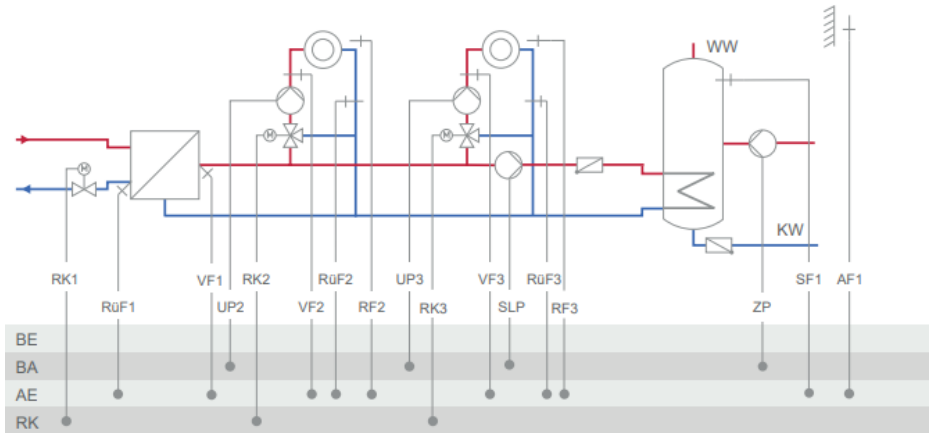 WW
M
M
M
KW
RK1 VF1 RK2 RüF2 UP3 VF3 RüF3 SF1 AF1
RüF1 UP2 VF2 RF2 RK3 SLP RF3 ZP
BE
BA
AE
RK